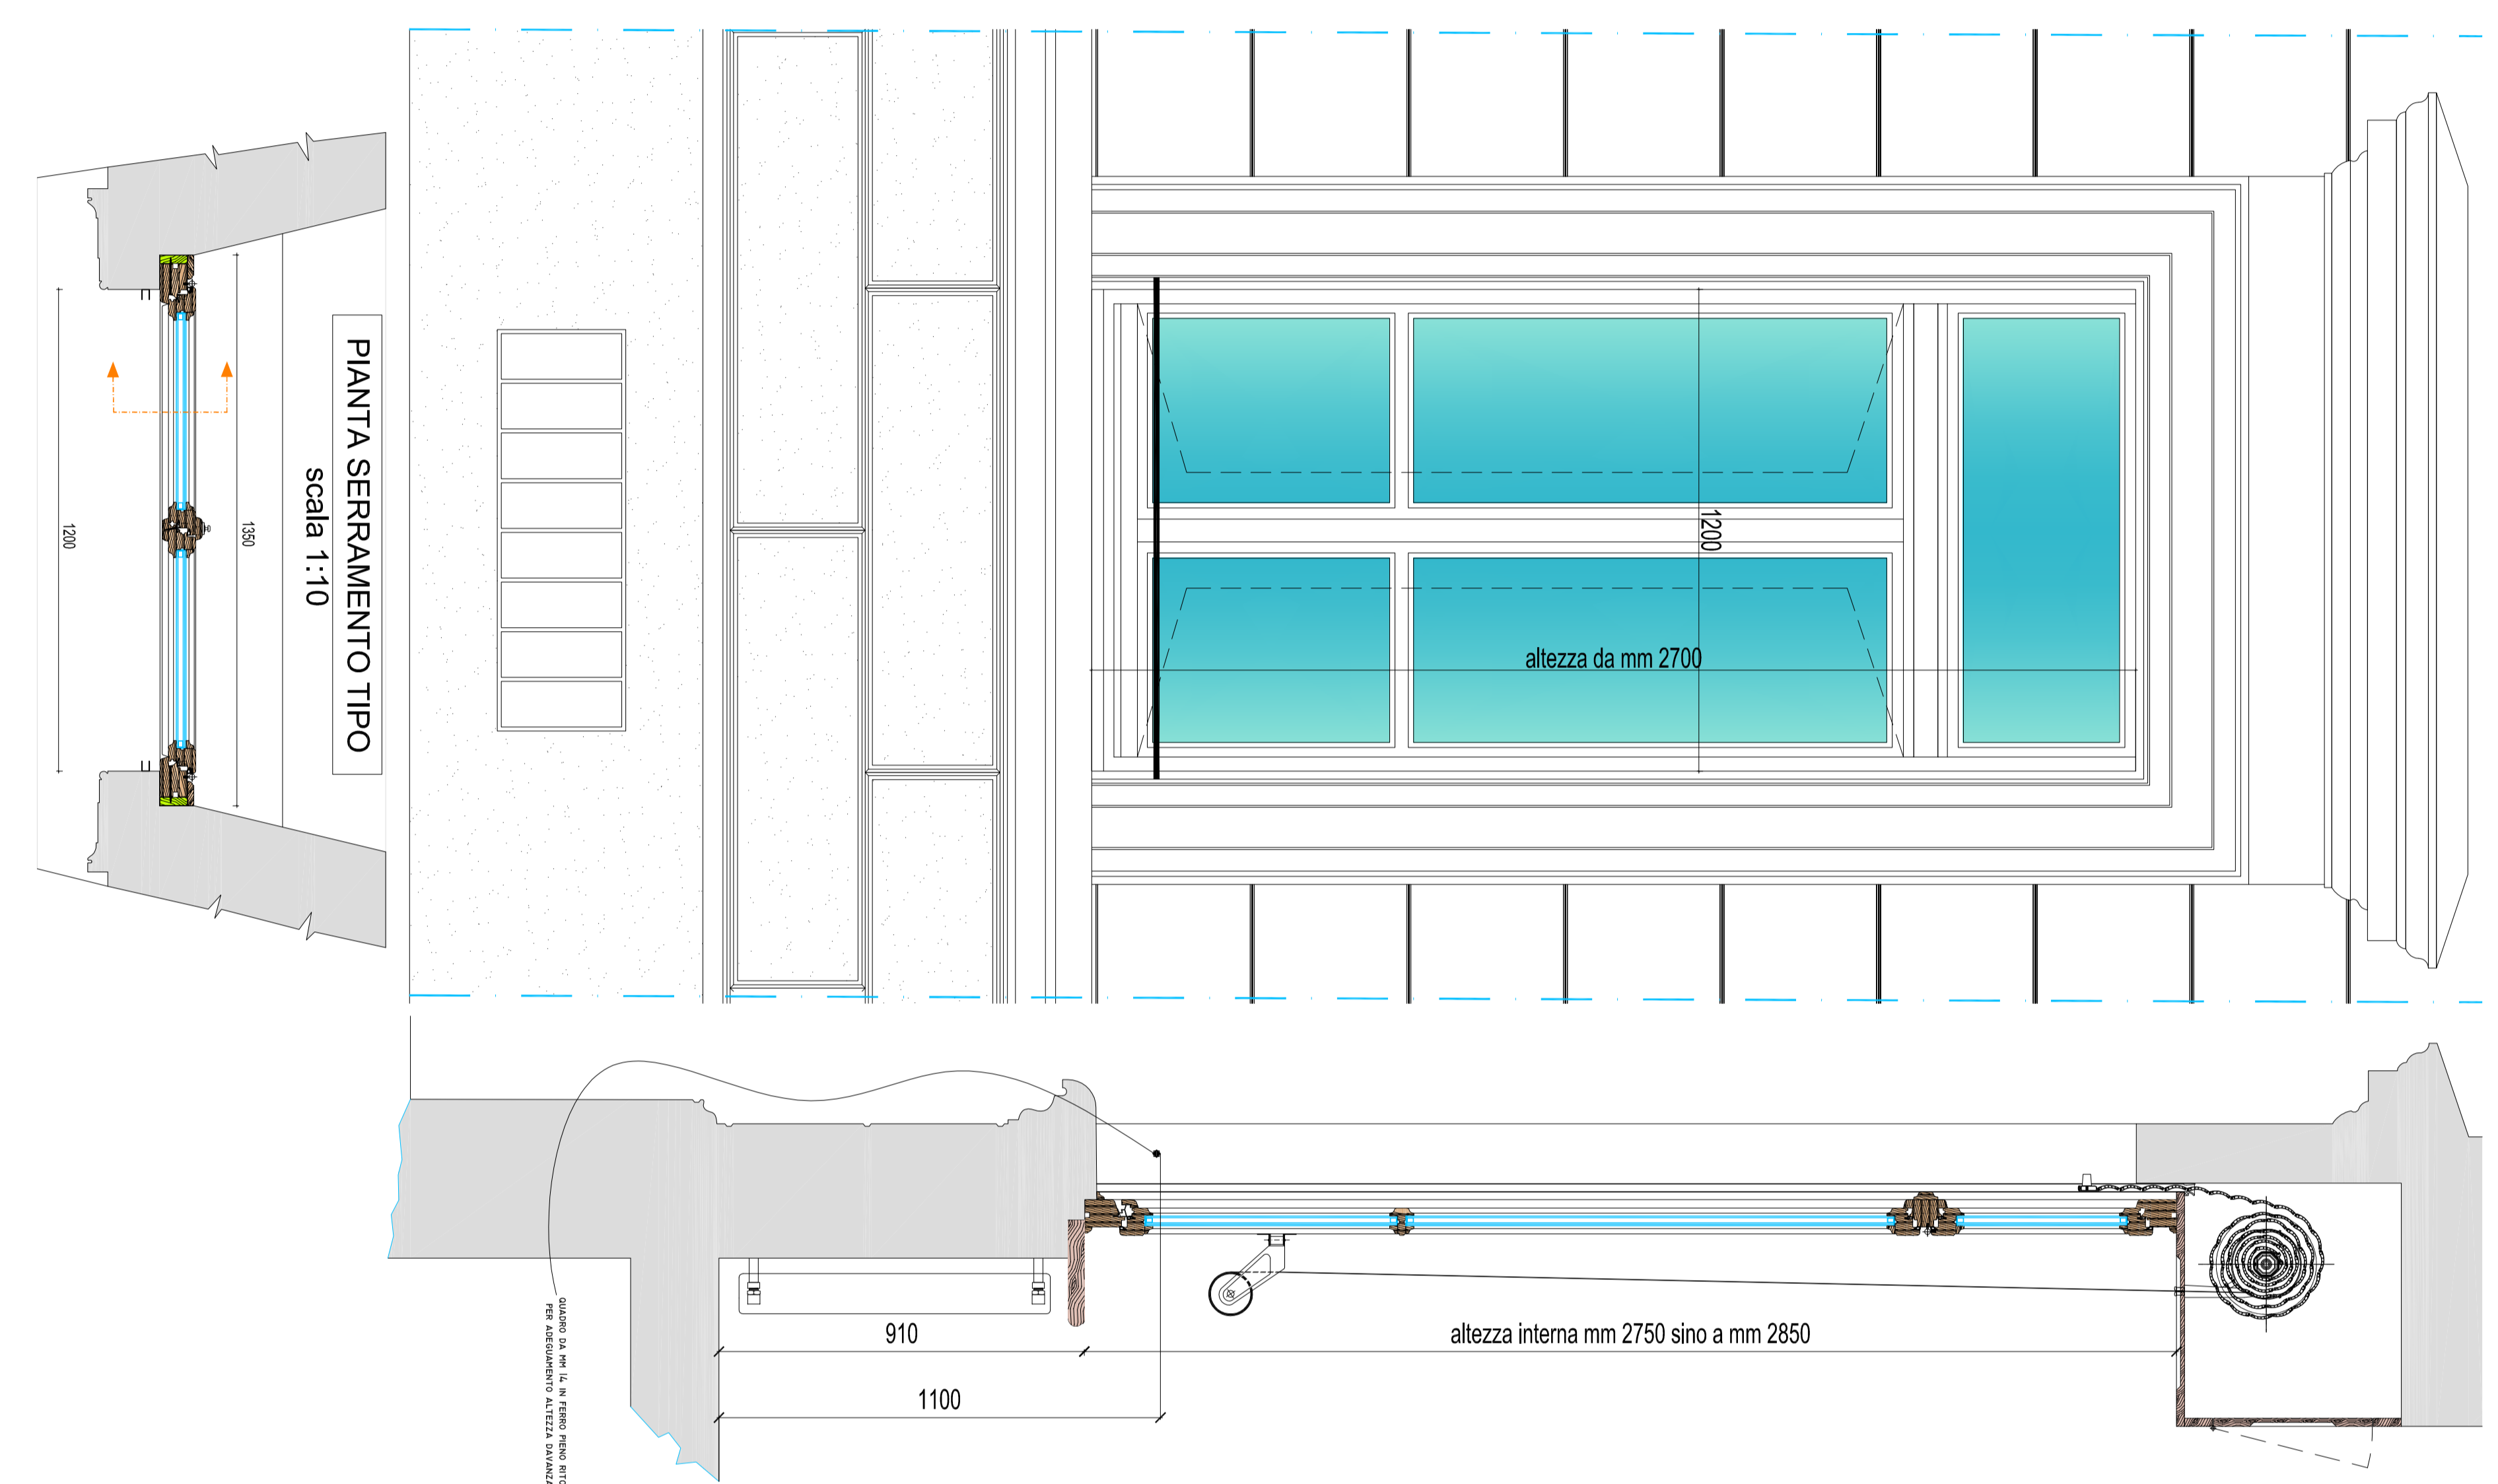 PIANTA SERRAMENTO TIPO
scala 1:10
1350
1200
1200
altezza da mm 2700
910
altezza interna mm 2750 sino a mm 2850
1100
QUADRO DA MM 14 IN FERRO PIENO
PER ADEGUAMENTO ALTEZZA